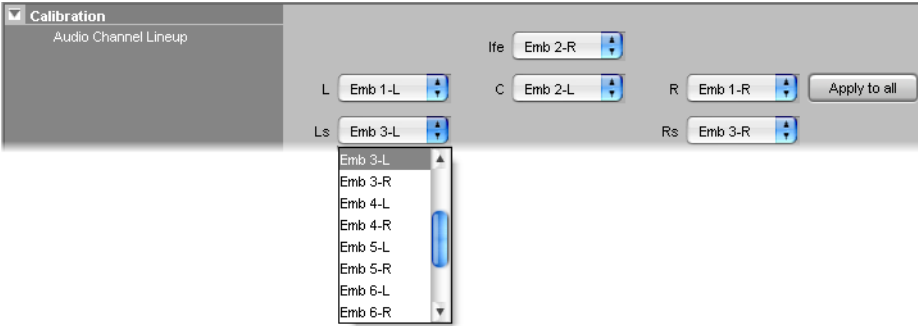 Calibration
Audio Channel Lineup
lfe Emb 2-R
L Emb 1-L C Emb 2-L R Emb 1-R Apply to all
Ls Emb 3-L Rs Emb 3-R
Emb 3-L
Emb 3-R
Emb 4-L
Emb 4-R
Emb 5-L
Emb 5-R
Emb 6-L
Emb 6-R